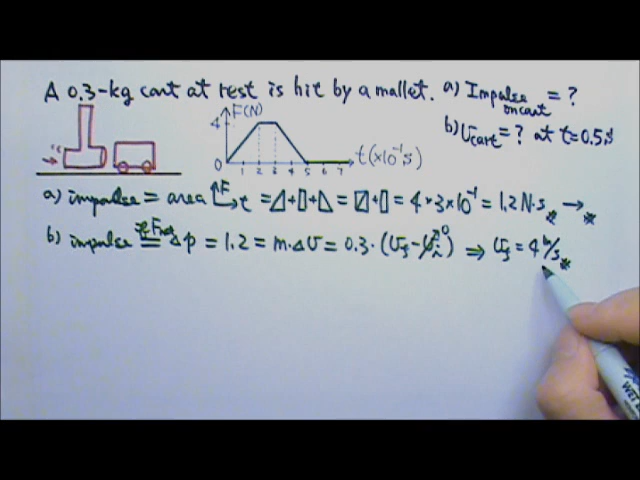 A 0.3-kg cart at rest is hit by a mallet. a) Impulse on cart = ?
b) Vcart = ? at t = 0.5s
F(N)
4
0
1 2 3 4 5 6 7
t(×10⁻¹s)
a) impulse = area F t = △+▯+△ = ▱+▯ = 4 × 3 × 10⁻¹ = 1.2 N·s ※ → ※
b) impulse = Δp = 1.2 = m·ΔV = 0.3·(Vf − Vi⁰) ⇒ Vf = 4 m/s ※